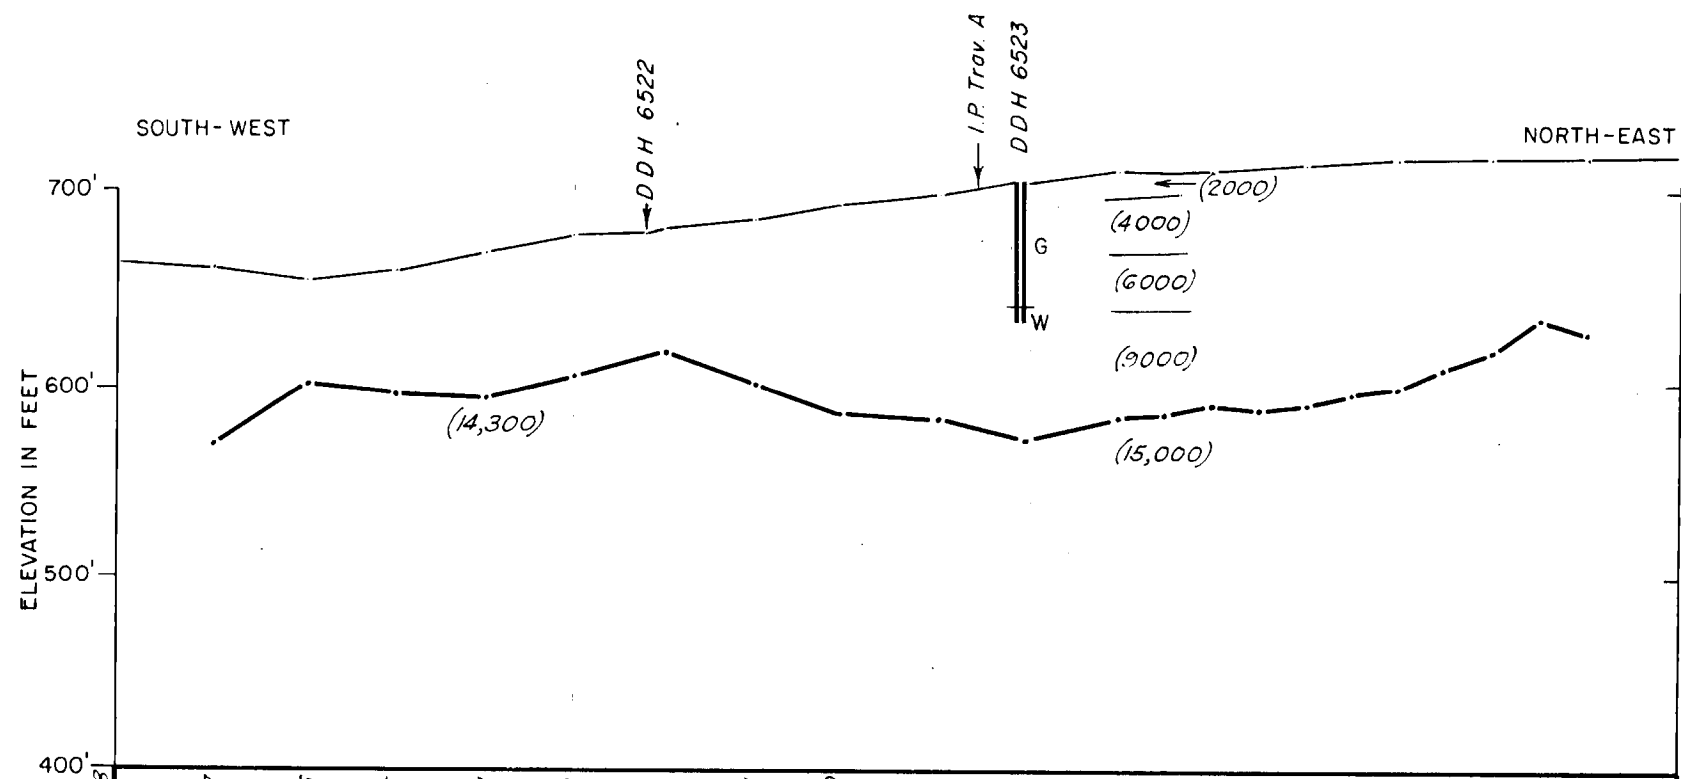 I.P. Trav. A
DDH 6523
DDH 6522
SOUTH-WEST
NORTH-EAST
700'
(2000)
(4000)
G
(6000)
W
(9000)
600'
(14,300)
(15,000)
ELEVATION IN FEET
500'
400'